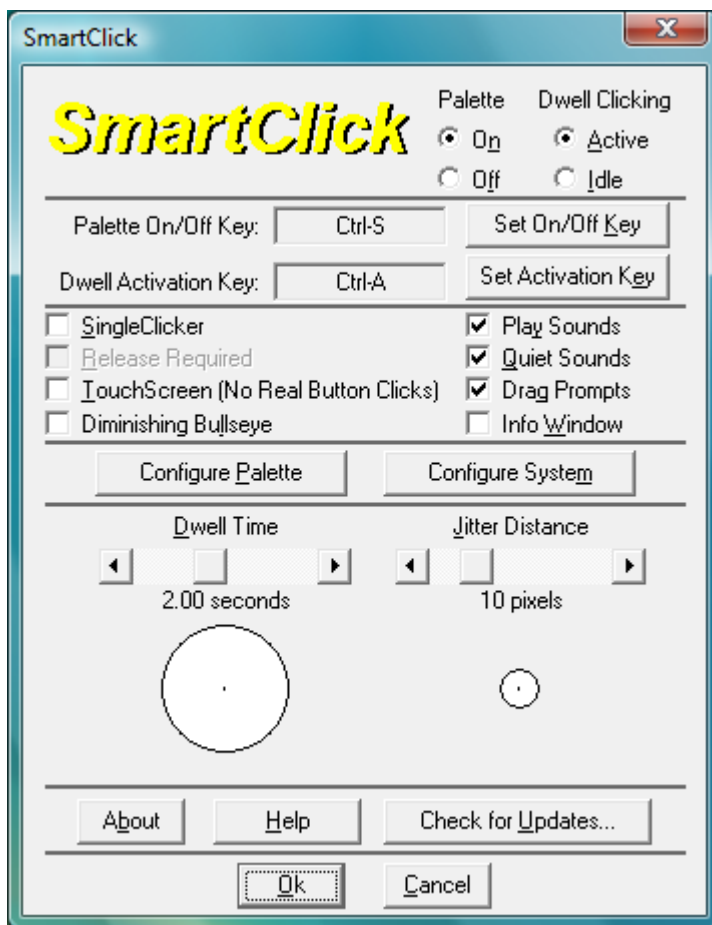 SmartClick
SmartClick
Palette
Dwell Clicking
On
Active
Off
Idle
Palette On/Off Key:
Ctrl-S
Set On/Off Key
Dwell Activation Key:
Ctrl-A
Set Activation Key
SingleClicker
Play Sounds
Release Required
Quiet Sounds
TouchScreen (No Real Button Clicks)
Drag Prompts
Diminishing Bullseye
Info Window
Configure Palette
Configure System
Dwell Time
Jitter Distance
2.00 seconds
10 pixels
About
Help
Check for Updates...
Ok
Cancel